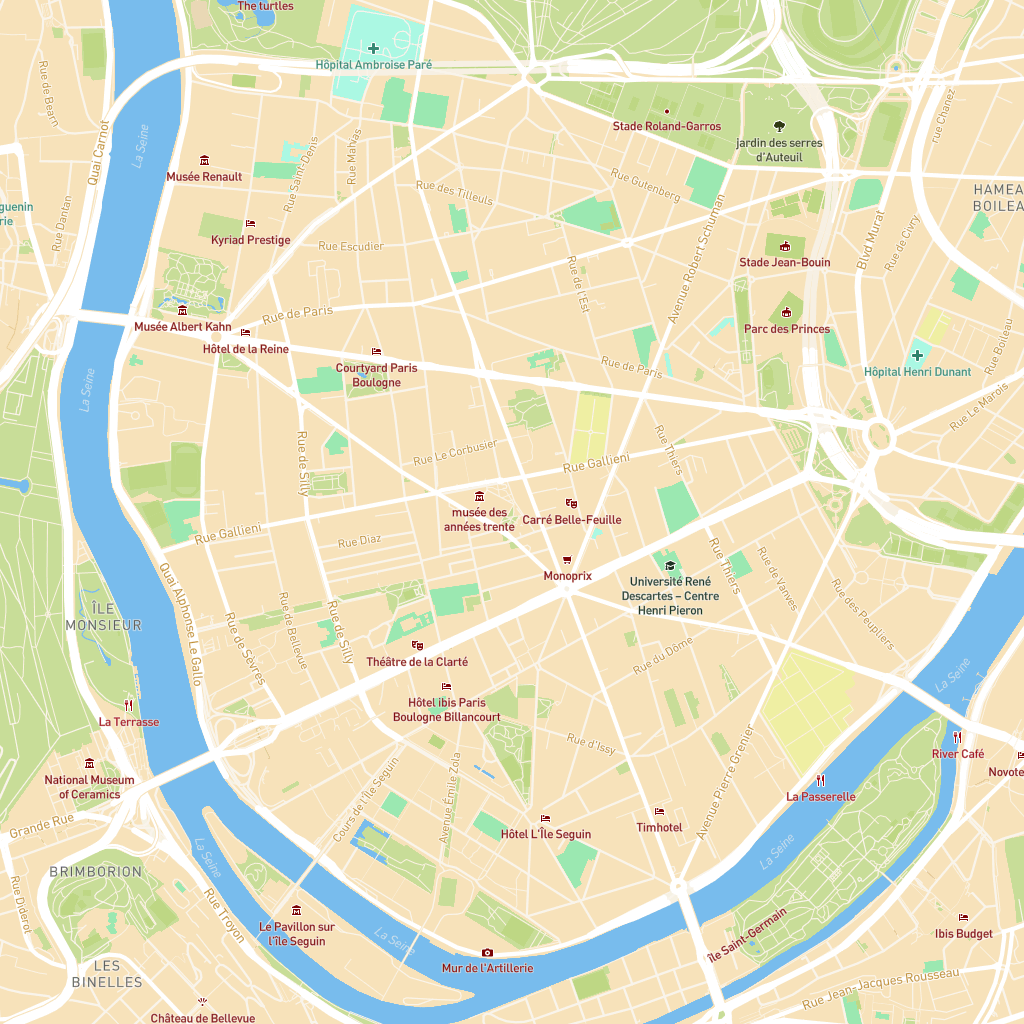 The turtles
Hôpital Ambroise Paré
Rue de Bearn
Quai Carnot
La Seine
Musée Renault
Rue Saint-Denis
Rue Mahias
Stade Roland-Garros
jardin des serres
d'Auteuil
rue Chanez
HAMEA
BOILEA
guenin
rie
Rue Dantan
Rue des Tilleuls
Rue Gutenberg
Kyriad Prestige
Rue Escudier
Avenue Robert Schuman
Blvd Murat
Rue de Civry
Stade Jean-Bouin
Rue de l'Est
Musée Albert Kahn
Rue de Paris
Hôtel de la Reine
Parc des Princes
Rue Boileau
Courtyard Paris
Boulogne
Rue de Paris
Hôpital Henri Dunant
La Seine
Rue Le Marois
Rue de Silly
Rue Le Corbusier
Rue Gallieni
Rue Thiers
musée des
années trente
Carré Belle-Feuille
Rue Gallieni
Rue Diaz
Monoprix
Université René
Descartes – Centre
Henri Pieron
Rue Thiers
Rue de Vanves
Rue des Peupliers
ÎLE
MONSIEUR
Quai Alphonse Le Gallo
Rue de Sèvres
Rue de Bellevue
Rue de Silly
Théâtre de la Clarté
Rue du Dôme
La Seine
Hôtel ibis Paris
Boulogne Billancourt
La Terrasse
Rue d'Issy
Avenue Pierre Grenier
River Café
Novote
National Museum
of Ceramics
Cours de l'Île Seguin
Avenue Émile Zola
La Passerelle
Grande Rue
Hôtel L'Île Seguin
Timhotel
La Seine
La Seine
BRIMBORION
Rue Diderot
Rue Troyon
Le Pavillon sur
l'île Seguin
La Seine
Île Saint-Germain
Ibis Budget
LES
BINELLES
Mur de l'Artillerie
Rue Jean-Jacques Rousseau
Château de Bellevue